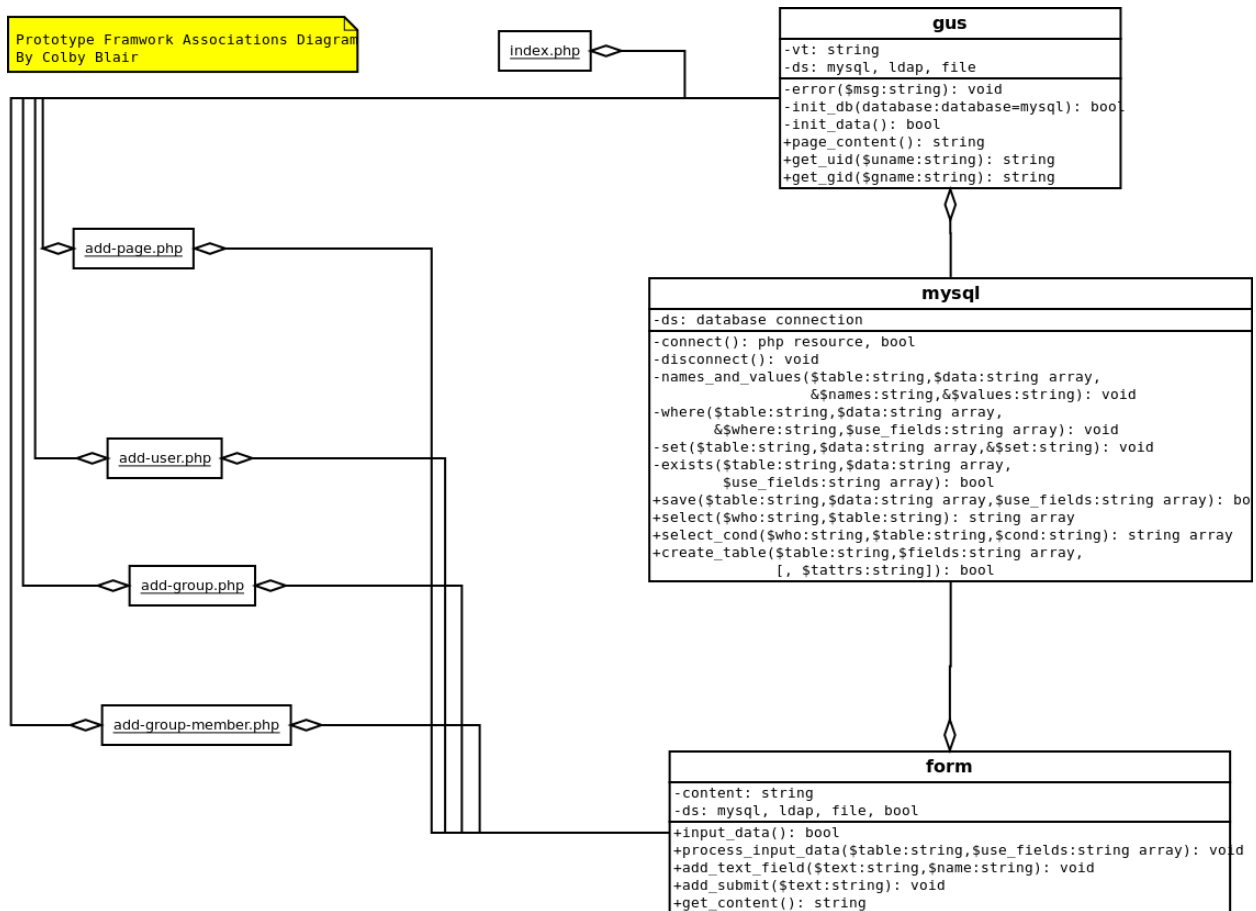 Prototype Framwork Associations Diagram
By Colby Blair
index.php
gus
-vt: string
-ds: mysql, ldap, file
-error($msg:string): void
-init_db(database:database=mysql): bool
-init_data(): bool
+page_content(): string
+get_uid($uname:string): string
+get_gid($gname:string): string
add-page.php
mysql
-ds: database connection
-connect(): php resource, bool
-disconnect(): void
-names_and_values($table:string,$data:string array,
&$names:string,&$values:string): void
-where($table:string,$data:string array,
&$where:string,$use_fields:string array): void
-set($table:string,$data:string array,&$set:string): void
-exists($table:string,$data:string array,
$use_fields:string array): bool
+save($table:string,$data:string array,$use_fields:string array): bo
+select($who:string,$table:string): string array
+select_cond($who:string,$table:string,$cond:string): string array
+create_table($table:string,$fields:string array,
[, $tattrs:string]): bool
add-user.php
add-group.php
add-group-member.php
form
-content: string
-ds: mysql, ldap, file, bool
+input_data(): bool
+process_input_data($table:string,$use_fields:string array): void
+add_text_field($text:string,$name:string): void
+add_submit($text:string): void
+get_content(): string